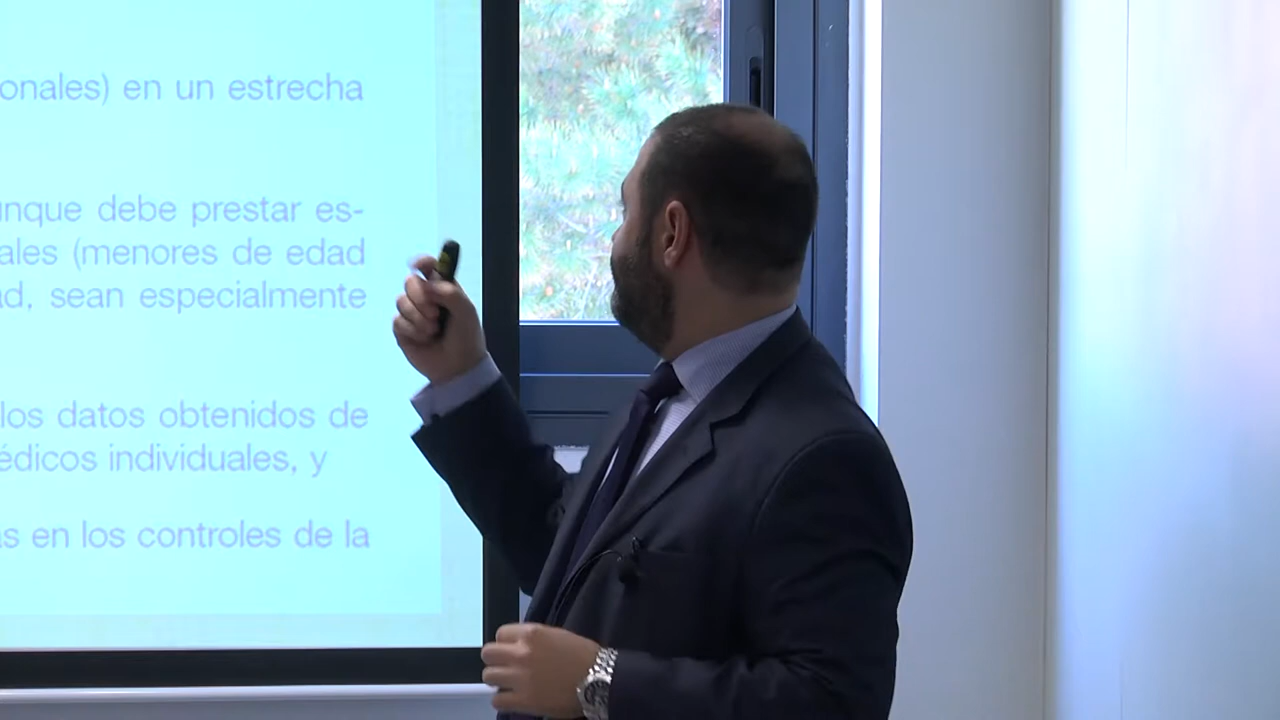 onales) en un estrecha
unque debe prestar es-
ales (menores de edad
ad, sean especialmente
los datos obtenidos de
édicos individuales, y
as en los controles de la